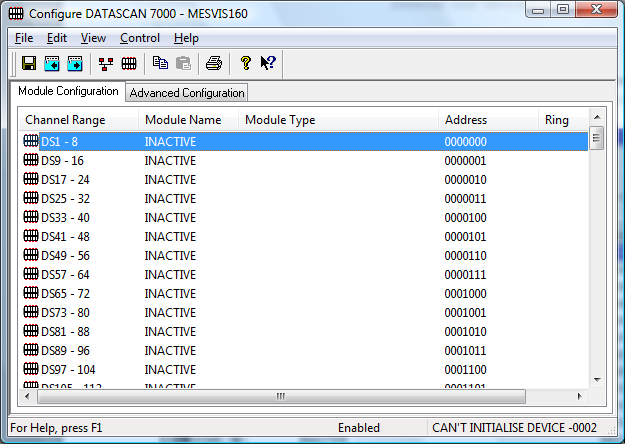 Configure DATASCAN 7000 - MESVIS160
File Edit View Control Help
Module Configuration Advanced Configuration
Channel Range Module Name Module Type Address Ring
DS1 - 8 INACTIVE 0000000
DS9 - 16 INACTIVE 0000001
DS17 - 24 INACTIVE 0000010
DS25 - 32 INACTIVE 0000011
DS33 - 40 INACTIVE 0000100
DS41 - 48 INACTIVE 0000101
DS49 - 56 INACTIVE 0000110
DS57 - 64 INACTIVE 0000111
DS65 - 72 INACTIVE 0001000
DS73 - 80 INACTIVE 0001001
DS81 - 88 INACTIVE 0001010
DS89 - 96 INACTIVE 0001011
DS97 - 104 INACTIVE 0001100
DS105 - 112 INACTIVE 0001101
For Help, press F1 Enabled CAN'T INITIALISE DEVICE -0002